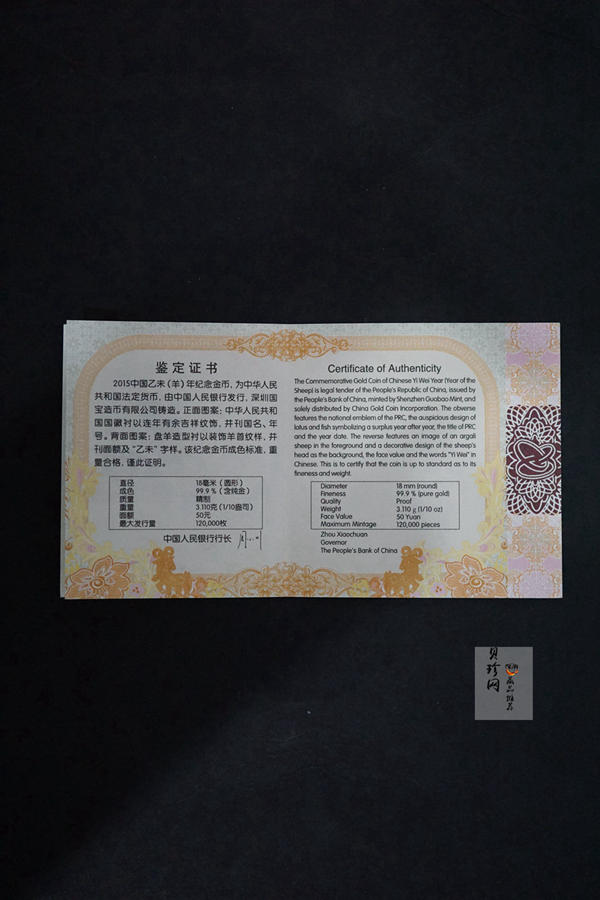 鉴定证书
2015中国乙未(羊)年纪念金币,为中华人民
共和国法定货币,由中国人民银行发行,深圳国
宝造币有限公司铸造。正面图案:中华人民共和
国国徽衬以连年有余吉祥纹饰,并刊国名、年
号。背面图案:盘羊造型衬以装饰羊首纹样,并
刊面额及“乙未”字样。该纪念金币成色标准,重
量合格,谨此证明。
直径 18毫米(圆形)
成色 99.9%(含纯金)
质量 精制
重量 3.110克(1/10盎司)
面额 50元
最大发行量 120,000枚
中国人民银行行长
Certificate of Authenticity
The Commemorative Gold Coin of Chinese Yi Wei Year (Year of the
Sheep) is legal tender of the People's Republic of China, issued by
the People's Bank of China, minted by Shenzhen Guobao Mint, and
solely distributed by China Gold Coin Incorporation. The obverse
features the national emblem of the PRC, the auspicious design of
lotus and fish symbolizing a surplus year after year, the title of PRC
and the year date. The reverse features an image of an argali
sheep in the foreground and a decorative design of the sheep's
head as the background, the face value and the words "Yi Wei" in
Chinese. This is to certify that the coin is up to standard as to its
fineness and weight.
Diameter 18 mm (round)
Fineness 99.9 % (pure gold)
Quality Proof
Weight 3.110 g (1/10 oz)
Face Value 50 Yuan
Maximum Mintage 120,000 pieces
Zhou Xiaochuan
Governor
The People's Bank of China
贝珍网
藏品推荐